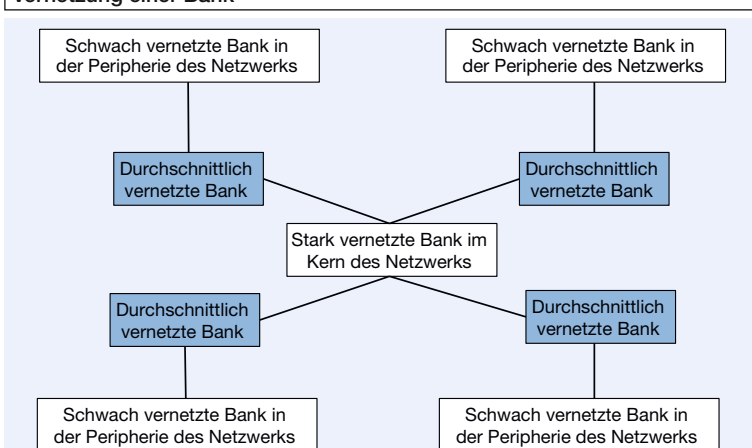 Vernetzung einer Bank
Schwach vernetzte Bank in
der Peripherie des Netzwerks
Schwach vernetzte Bank in
der Peripherie des Netzwerks
Durchschnittlich
vernetzte Bank
Durchschnittlich
vernetzte Bank
Stark vernetzte Bank im
Kern des Netzwerks
Durchschnittlich
vernetzte Bank
Durchschnittlich
vernetzte Bank
Schwach vernetzte Bank in
der Peripherie des Netzwerks
Schwach vernetzte Bank in
der Peripherie des Netzwerks